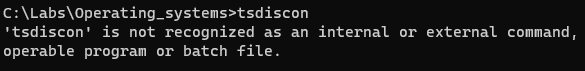 C:\Labs\Operating_systems>tsdiscon
'tsdiscon' is not recognized as an internal or external command,
operable program or batch file.